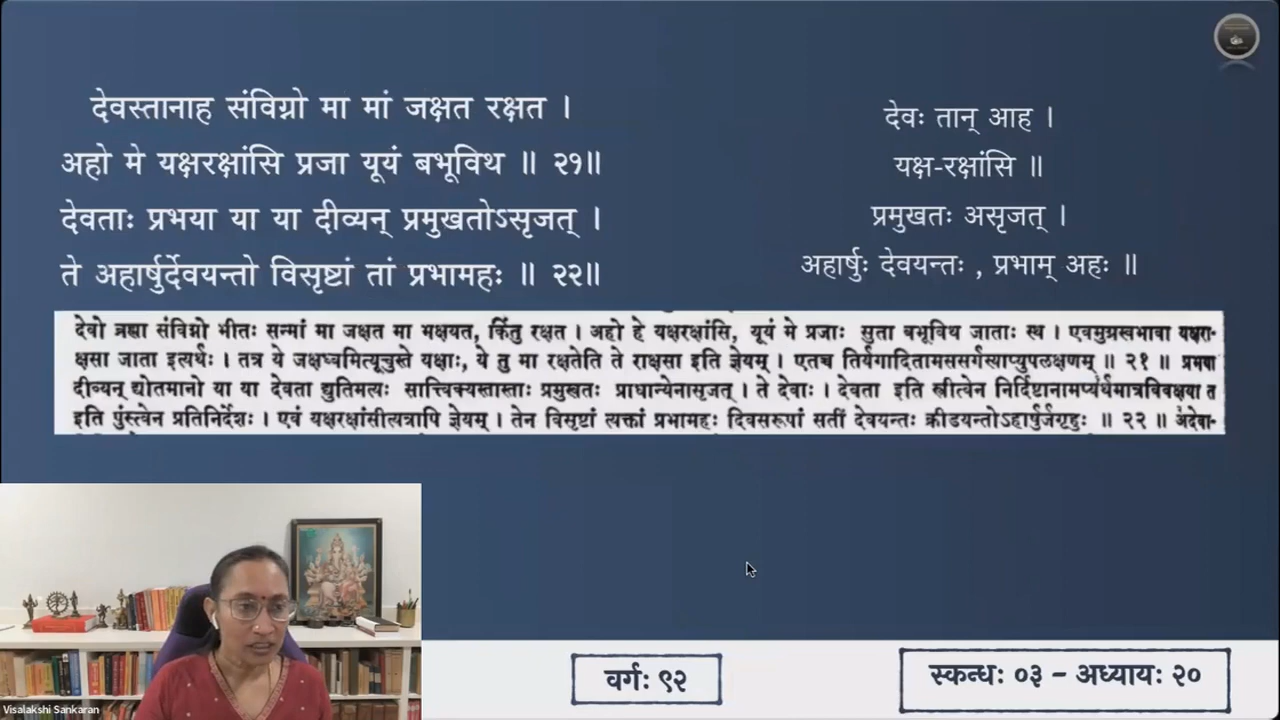 देवस्तानाह संविग्नो मा मां जक्षत रक्षत ।
अहो मे यक्षरक्षांसि प्रजा यूयं बभूविथ ॥ २१॥
देवताः प्रभया या या दीव्यन् प्रमुखतोऽसृजत् ।
ते अहार्षुर्देवयन्तो विसृष्टां तां प्रभामहः ॥ २२॥
देवः तान् आह ।
यक्ष-रक्षांसि ॥
प्रमुखतः असृजत् ।
अहार्षुः देवयन्तः , प्रभाम् अहः ॥
देवो ब्रह्मा संविग्नो भीतः सन्मां मा जक्षत मा भक्षयत, किंतु रक्षत । अहो हे यक्षरक्षांसि, यूयं मे प्रजाः सुता बभूविथ जाताः स्थ । एवमुप्रस्वभावा यक्षरा-
क्षसा जाता इत्यर्थः । तत्र ये जक्षध्वमित्यूचुस्ते यक्षाः, ये तु मा रक्षतेति ते राक्षसा इति ज्ञेयम् । एतच्च तिर्यगादितामससर्गस्याप्युपलक्षणम् ॥ २१ ॥ प्रभया
दीव्यन् द्योतमानो या या देवता द्युतिमत्यः सात्त्विक्यस्तास्ताः प्रमुखतः प्राधान्येनासृजत् । ते देवाः । देवता इति स्त्रीत्वेन निर्दिष्टानामप्यर्थमात्रविवक्षया त
इति पुंस्त्वेन प्रतिनिर्देशः । एवं यक्षरक्षांसीत्यत्रापि ज्ञेयम् । तेन विसृष्टां त्यक्तां प्रभामहः दिवसरूपां सतीं देवयन्तः क्रीडयन्तोऽहार्षुर्जगृहुः ॥ २२ ॥ अदेवा-
Visalakshi Sankaran
वर्गः ९२
स्कन्धः ०३ – अध्यायः २०